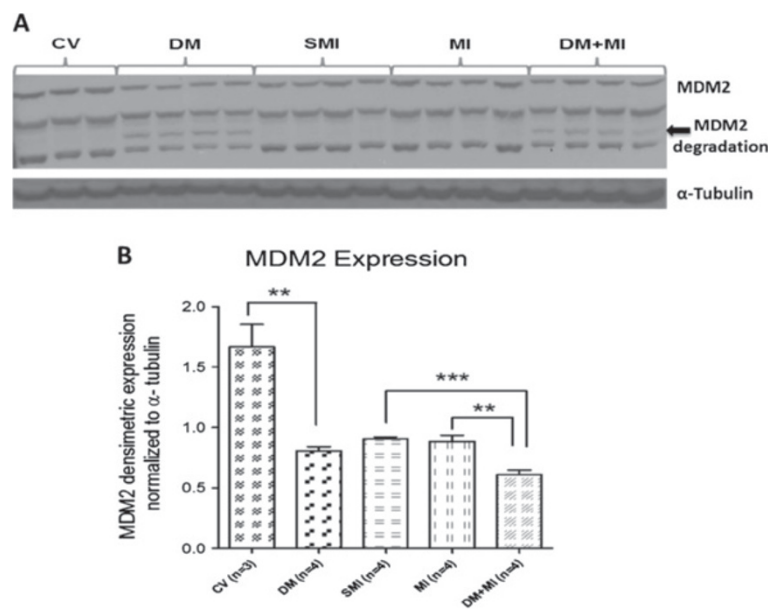 A
CV DM SMI MI DM+MI
MDM2
MDM2
degradation
α-Tubulin
B
MDM2 Expression
MDM2 densimetric expression
normalized to α- tubulin
2.0
1.5
1.0
0.5
0.0
**
***
**
CV (n=3) DM (n=4) SMI (n=4) MI (n=4) DM+MI (n=4)